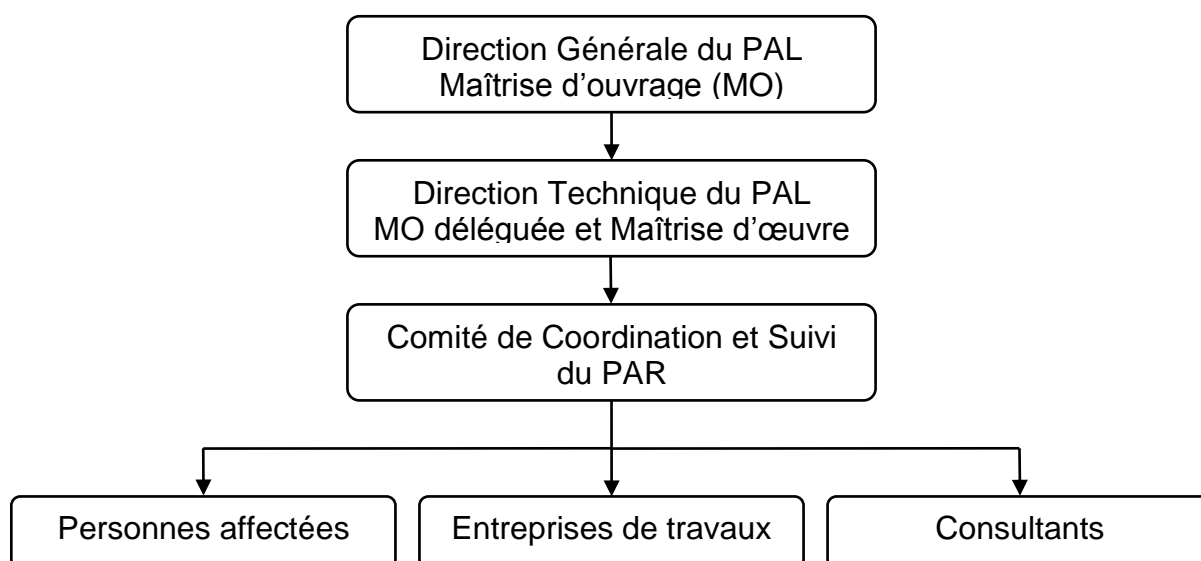 Direction Générale du PAL
Maîtrise d’ouvrage (MO)
Direction Technique du PAL
MO déléguée et Maîtrise d’œuvre
Comité de Coordination et Suivi
du PAR
Personnes affectées
Entreprises de travaux
Consultants